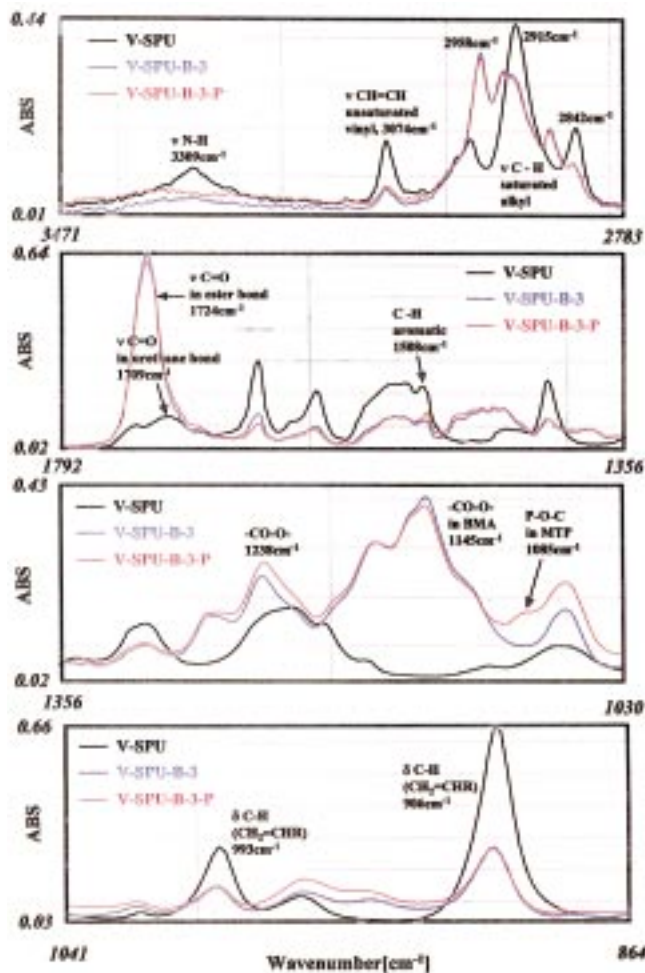 0.44
V-SPU
V-SPU-B-3
V-SPU-B-3-P
ABS
ν N-H
3309cm-1
ν CH=CH
unsaturated
vinyl, 3074cm-1
2958cm-1
2915cm-1
2842cm-1
ν C - H
saturated
alkyl
0.01
3471
2783
0.64
ABS
ν C=O
in ester bond
1724cm-1
ν C=O
in urethane bond
1709cm-1
C -H
aromatic
1508cm-1
V-SPU
V-SPU-B-3
V-SPU-B-3-P
0.02
1792
1356
0.43
ABS
V-SPU
V-SPU-B-3
V-SPU-B-3-P
-CO-O-
1238cm-1
-CO-O-
in BMA
1145cm-1
P-O-C
in MTP
1085cm-1
0.02
1356
1030
0.66
ABS
V-SPU
V-SPU-B-3
V-SPU-B-3-P
δ C-H
(CH2=CHR)
993cm-1
δ C-H
(CH2=CHR)
906cm-1
0.03
1041
Wavenumber[cm-1]
864